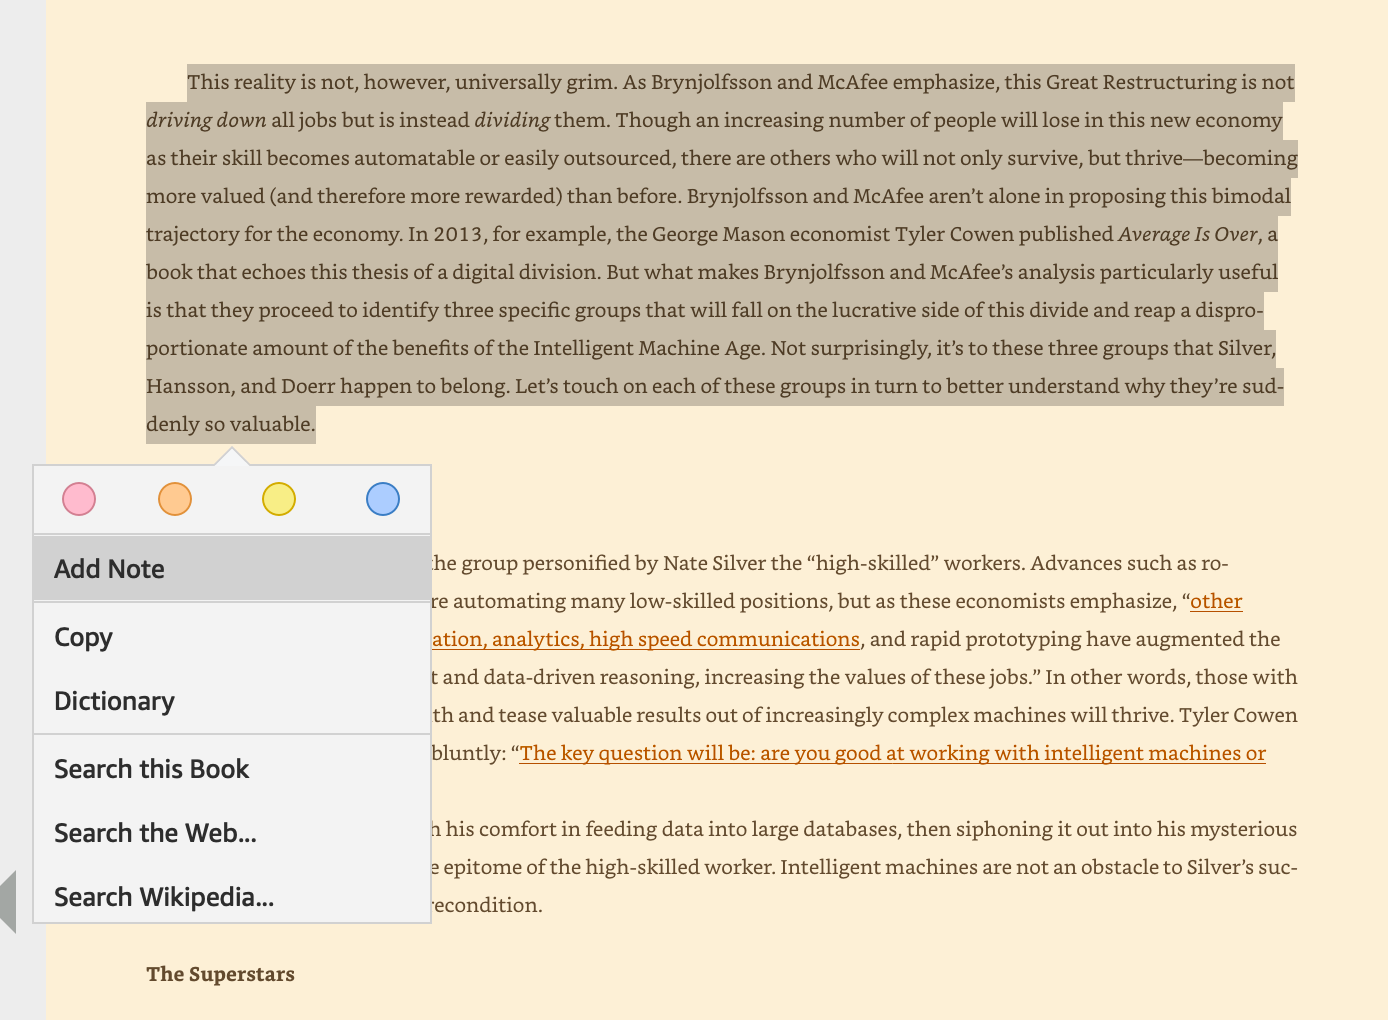 This reality is not, however, universally grim. As Brynjolfsson and McAfee emphasize, this Great Restructuring is not
driving down all jobs but is instead dividing them. Though an increasing number of people will lose in this new economy
as their skill becomes automatable or easily outsourced, there are others who will not only survive, but thrive—becoming
more valued (and therefore more rewarded) than before. Brynjolfsson and McAfee aren’t alone in proposing this bimodal
trajectory for the economy. In 2013, for example, the George Mason economist Tyler Cowen published Average Is Over, a
book that echoes this thesis of a digital division. But what makes Brynjolfsson and McAfee’s analysis particularly useful
is that they proceed to identify three specific groups that will fall on the lucrative side of this divide and reap a dispro-
portionate amount of the benefits of the Intelligent Machine Age. Not surprisingly, it’s to these three groups that Silver,
Hansson, and Doerr happen to belong. Let’s touch on each of these groups in turn to better understand why they’re sud-
denly so valuable.
Add Note
Copy
Dictionary
Search this Book
Search the Web...
Search Wikipedia...
the group personified by Nate Silver the “high-skilled” workers. Advances such as ro-
re automating many low-skilled positions, but as these economists emphasize, “other
ation, analytics, high speed communications, and rapid prototyping have augmented the
t and data-driven reasoning, increasing the values of these jobs.” In other words, those with
th and tease valuable results out of increasingly complex machines will thrive. Tyler Cowen
bluntly: “The key question will be: are you good at working with intelligent machines or
h his comfort in feeding data into large databases, then siphoning it out into his mysterious
e epitome of the high-skilled worker. Intelligent machines are not an obstacle to Silver’s suc-
recondition.
The Superstars